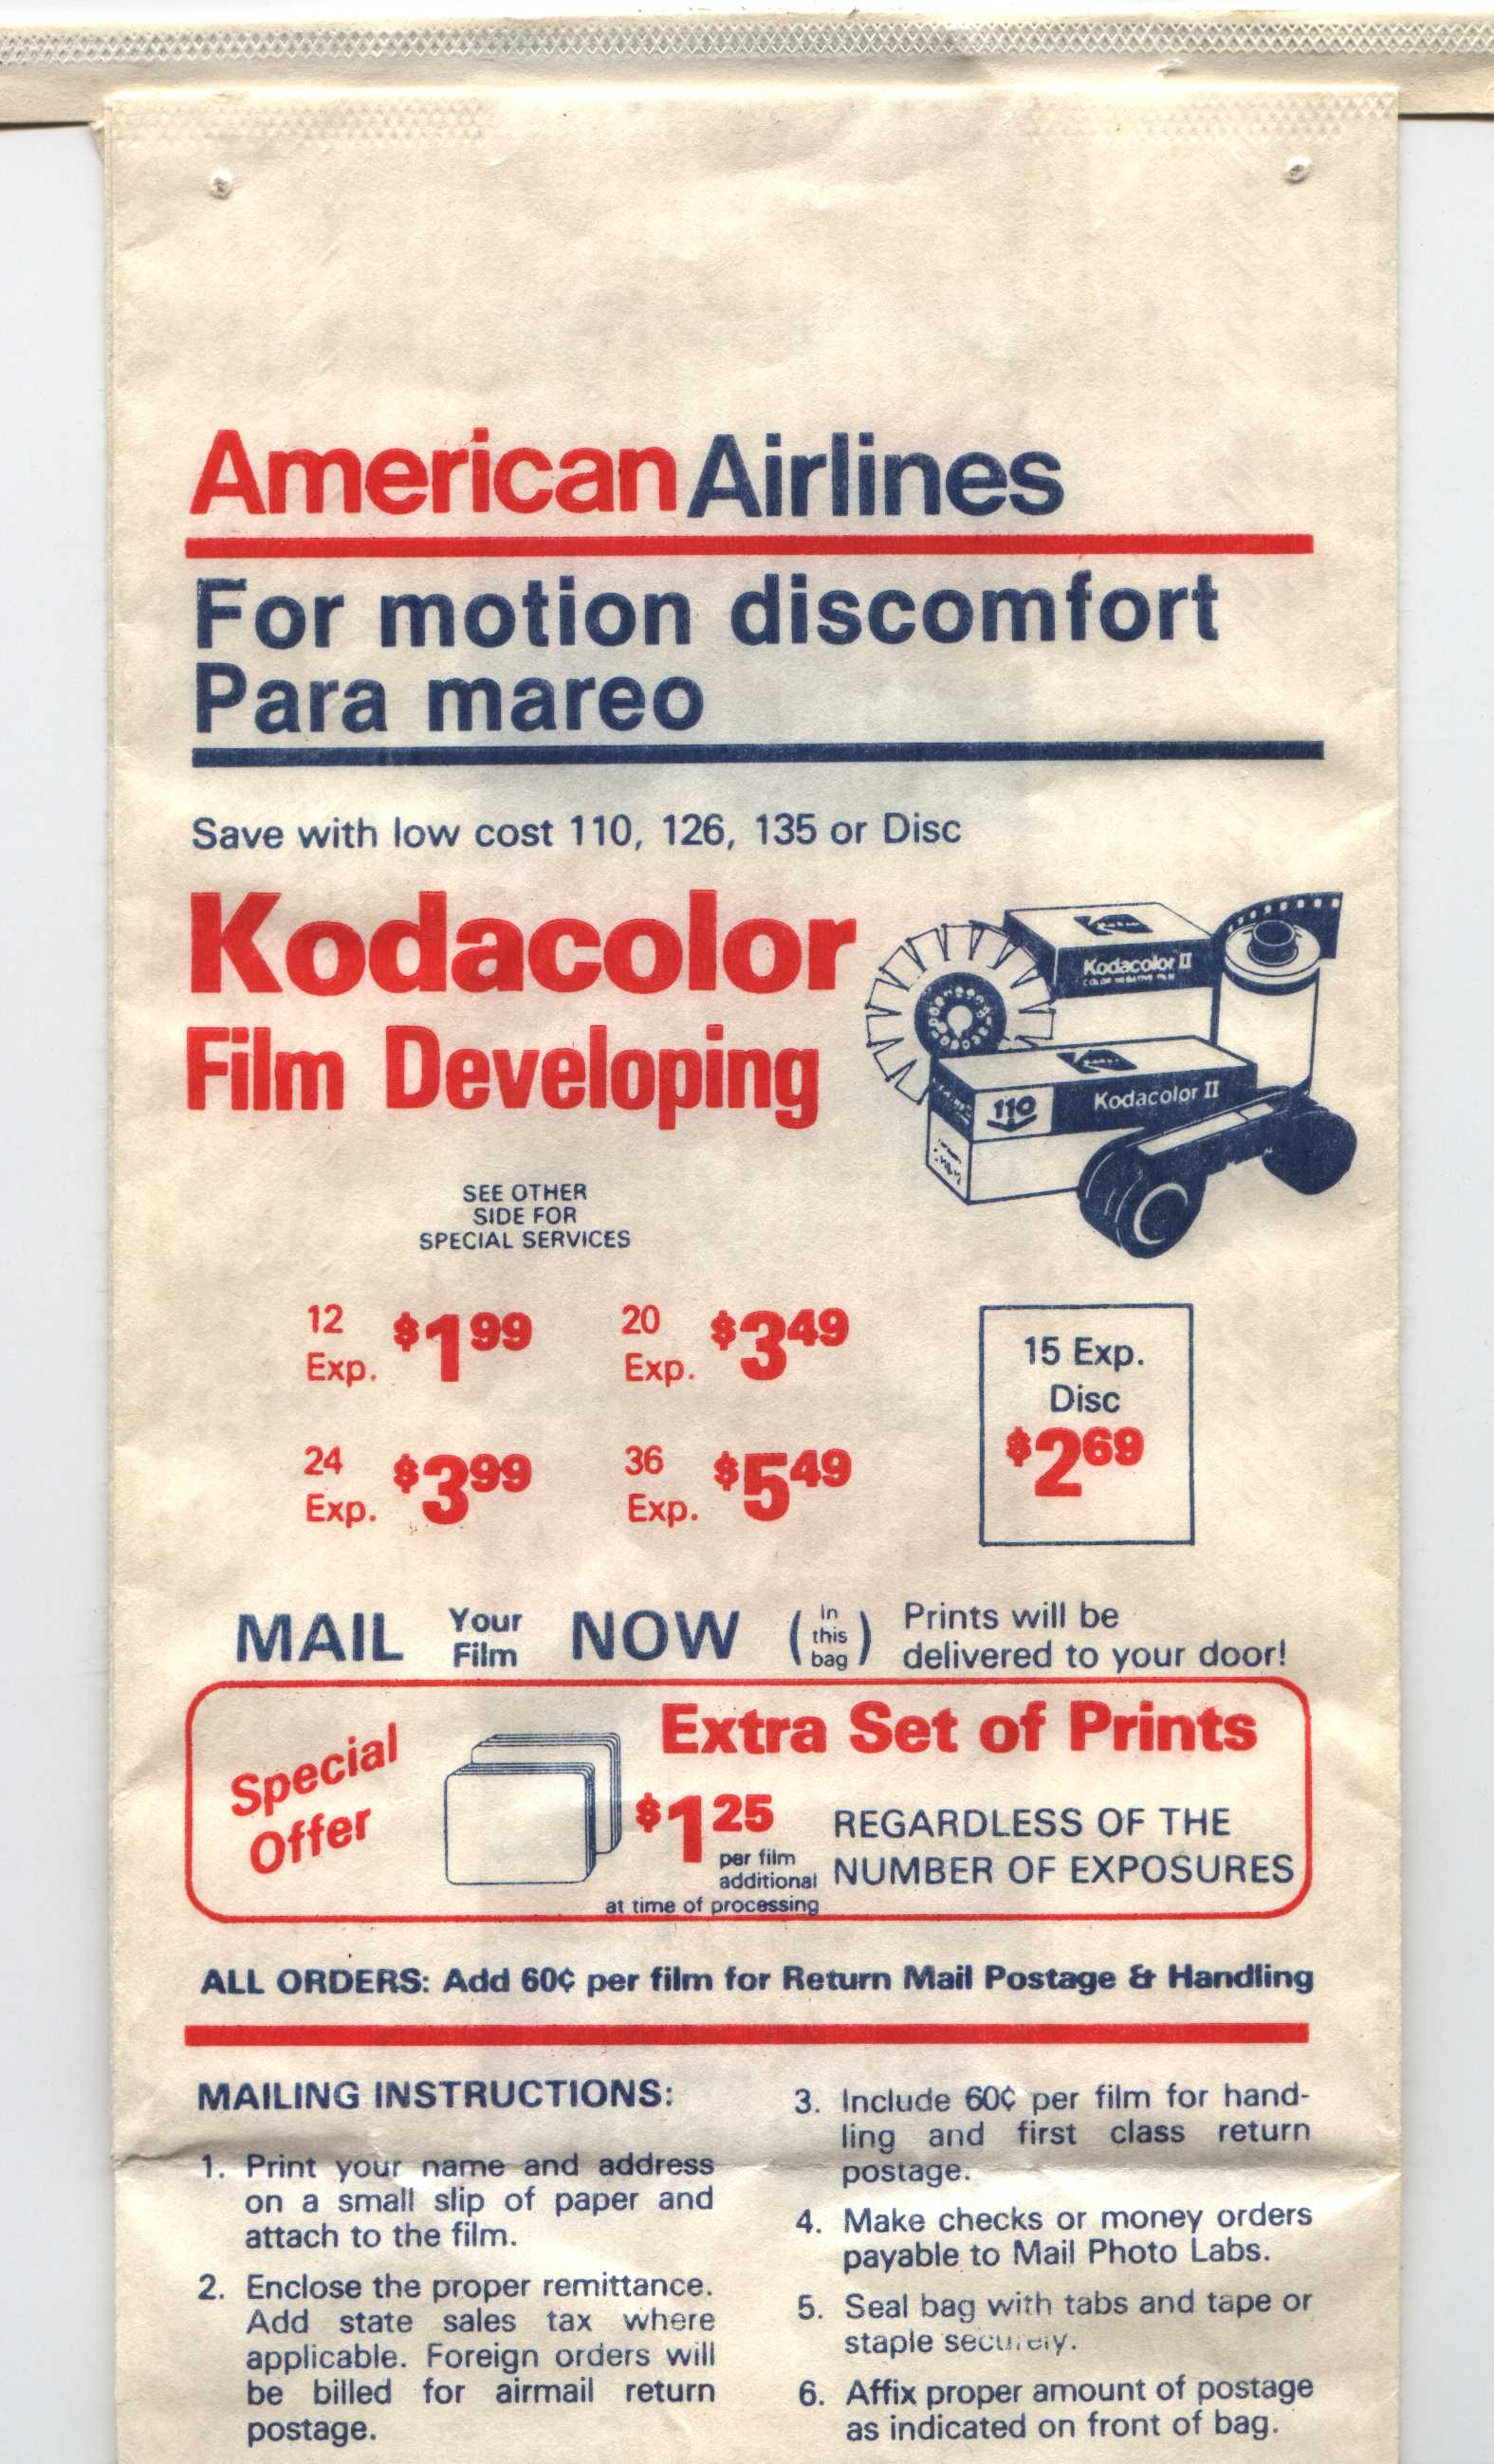 American Airlines
For motion discomfort
Para mareo
Save with low cost 110, 126, 135 or Disc
Kodacolor
Film Developing
Kodacolor II
110
Kodacolor II
SEE OTHER
SIDE FOR
SPECIAL SERVICES
12 Exp. $1 99
20 Exp. $3 49
24 Exp. $3 99
36 Exp. $5 49
15 Exp.
Disc
$2 69
MAIL Your Film NOW (in this bag) Prints will be
delivered to your door!
Special
Offer
Extra Set of Prints
$1 25
per film
additional
at time of processing
REGARDLESS OF THE
NUMBER OF EXPOSURES
ALL ORDERS: Add 60¢ per film for Return Mail Postage & Handling
MAILING INSTRUCTIONS:
1. Print your name and address
on a small slip of paper and
attach to the film.
2. Enclose the proper remittance.
Add state sales tax where
applicable. Foreign orders will
be billed for airmail return
postage.
3. Include 60¢ per film for hand-
ling and first class return
postage.
4. Make checks or money orders
payable to Mail Photo Labs.
5. Seal bag with tabs and tape or
staple securely.
6. Affix proper amount of postage
as indicated on front of bag.